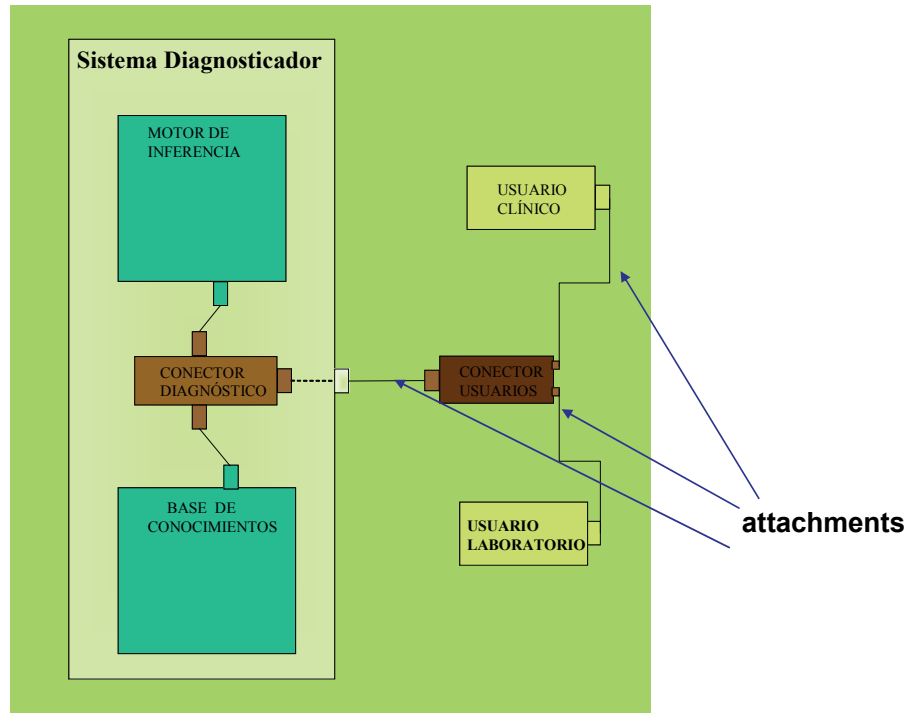 Sistema Diagnosticador
MOTOR DE
INFERENCIA
USUARIO
CLÍNICO
CONECTOR
DIAGNÓSTICO
CONECTOR
USUARIOS
BASE DE
CONOCIMIENTOS
USUARIO
LABORATORIO
attachments